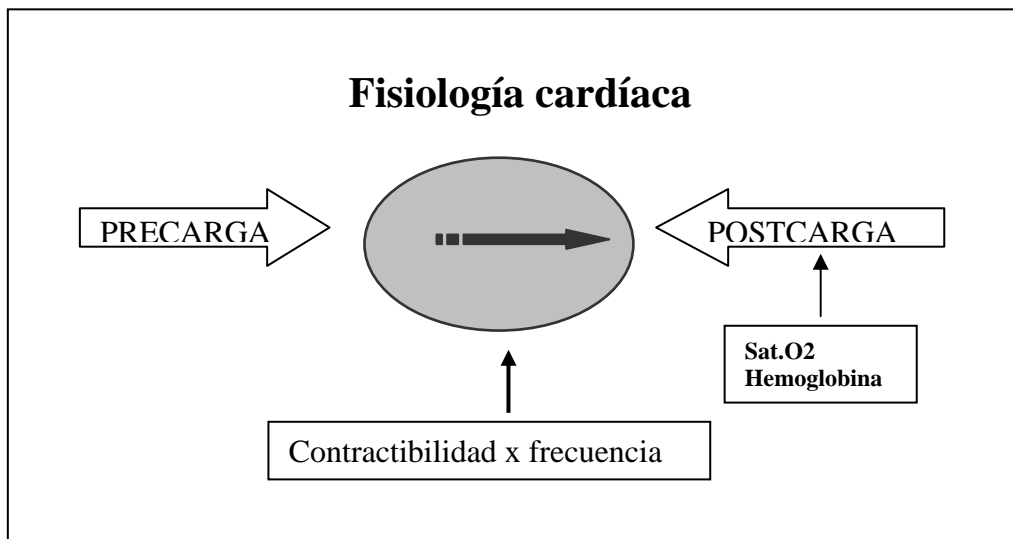 Fisiología cardíaca
PRECARGA
POSTCARGA
Sat.O2
Hemoglobina
Contractibilidad x frecuencia